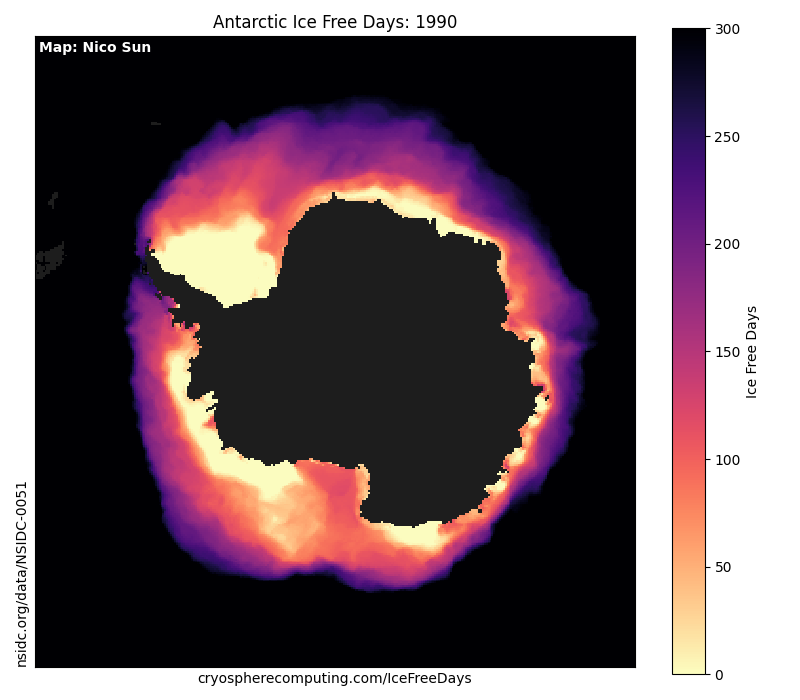 Antarctic Ice Free Days: 1990
Map: Nico Sun
300
250
200
150
100
50
0
Ice Free Days
nsidc.org/data/NSIDC-0051
cryospherecomputing.com/IceFreeDays